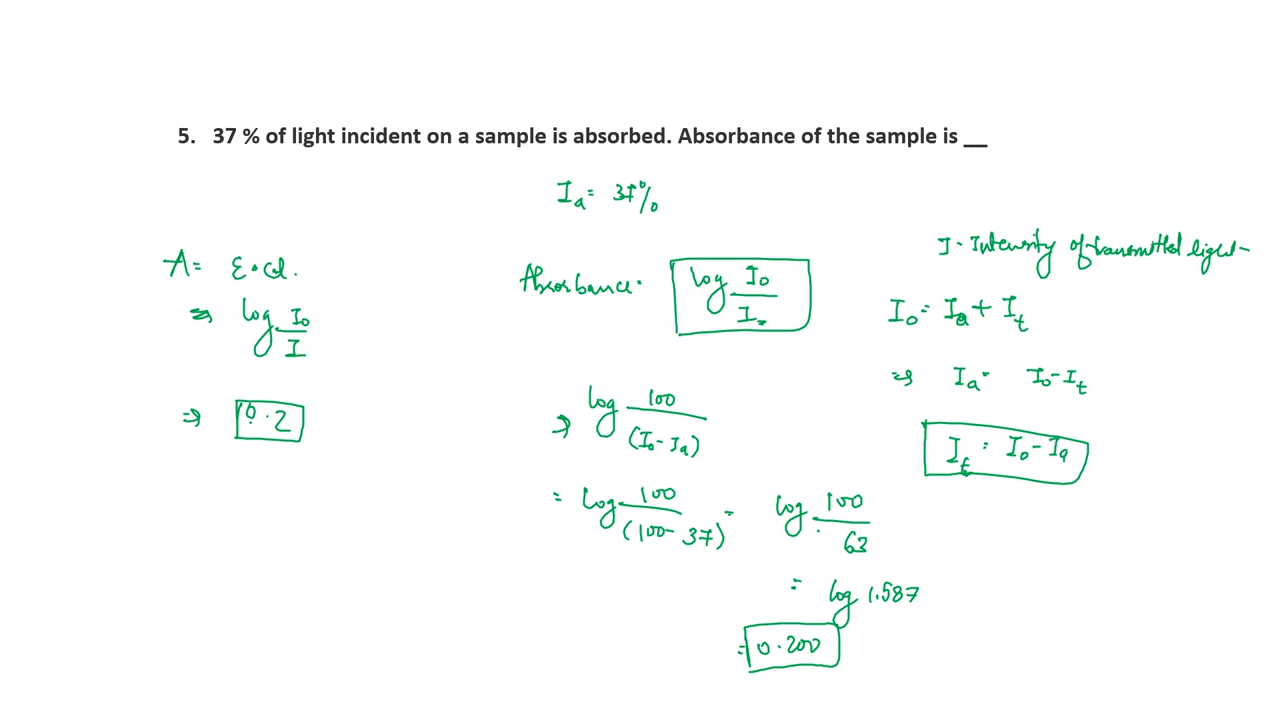 5. 37 % of light incident on a sample is absorbed. Absorbance of the sample is __
Ia = 37%
I - Intensity of transmitted light
A = ε·cl.
Absorbance = log I₀/I
⇒ log I₀/I
I₀ = Ia + It
⇒ Ia = I₀-It
⇒ log 100/(I₀-Ia)
⇒ 0.2
It = I₀-Ia
= log 100/(100-37) = log 100/63
= log 1.587
= 0.200